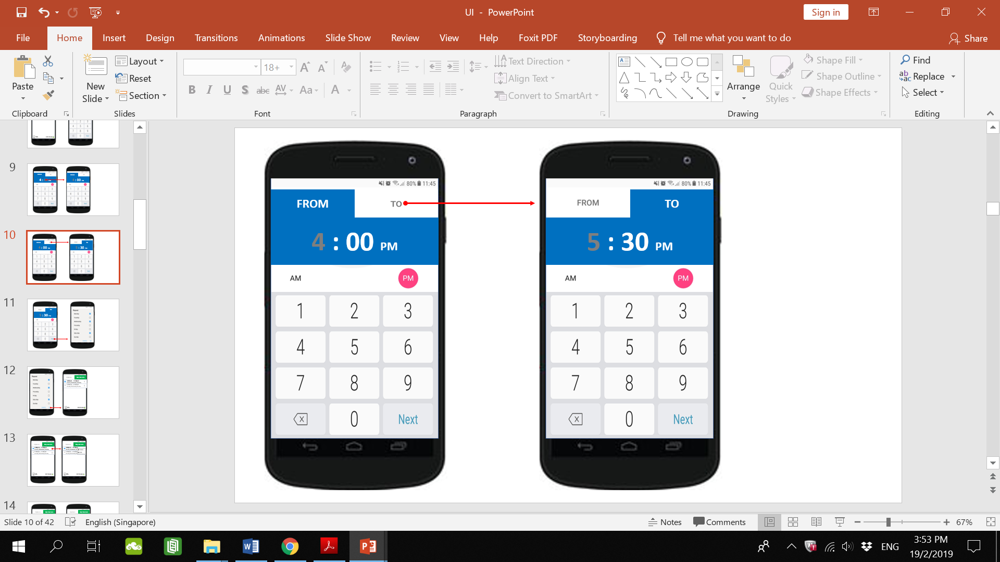 UI - PowerPoint
Sign in
File Home Insert Design Transitions Animations Slide Show Review View Help Foxit PDF Storyboarding Tell me what you want to do Share
Paste
Clipboard
New Slide
Layout
Reset
Section
Slides
18+
B I U S abc AV Aa A
Font
Text Direction
Align Text
Convert to SmartArt
Paragraph
Arrange
Quick Styles
Shape Fill
Shape Outline
Shape Effects
Drawing
Find
Replace
Select
Editing
9
10
11
12
13
14
80% 11:45
FROM TO
4 : 00 PM
AM PM
1 2 3
4 5 6
7 8 9
0 Next
80% 11:45
FROM TO
5 : 30 PM
AM PM
1 2 3
4 5 6
7 8 9
0 Next
Slide 10 of 42 English (Singapore) Notes Comments 67%
ENG
3:53 PM
19/2/2019